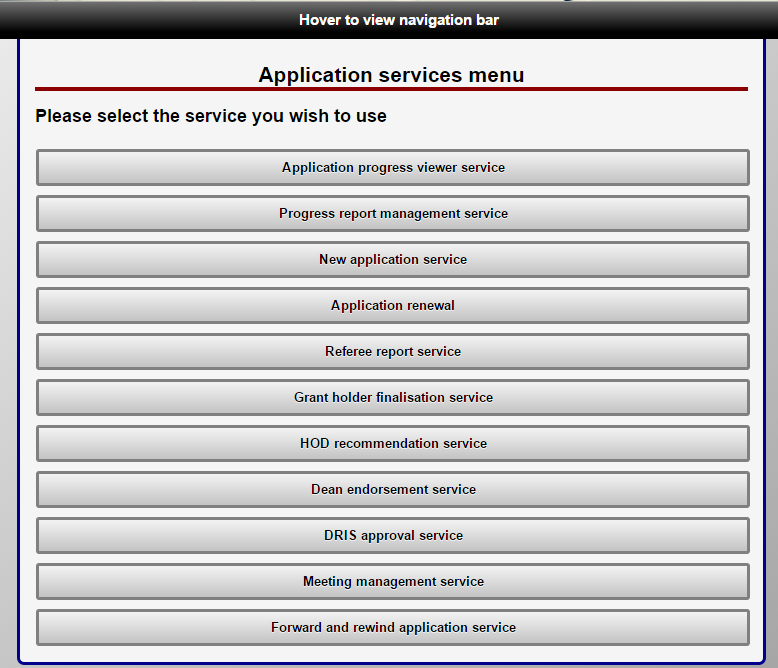 Hover to view navigation bar
Application services menu
Please select the service you wish to use
Application progress viewer service
Progress report management service
New application service
Application renewal
Referee report service
Grant holder finalisation service
HOD recommendation service
Dean endorsement service
DRIS approval service
Meeting management service
Forward and rewind application service